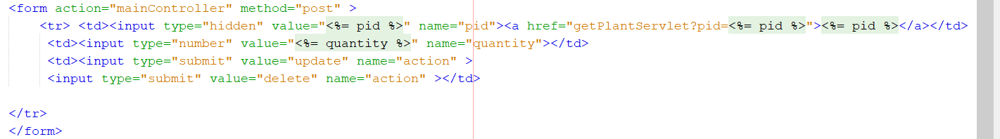 <form action="mainController" method="post" >
<tr> <td><input type="hidden" value="<%= pid %>" name="pid"><a href="getPlantServlet?pid=<%= pid %>"><%= pid %></a></td>
<td><input type="number" value="<%= quantity %>" name="quantity"></td>
<td><input type="submit" value="update" name="action" >
<input type="submit" value="delete" name="action" ></td>
</tr>
</form>